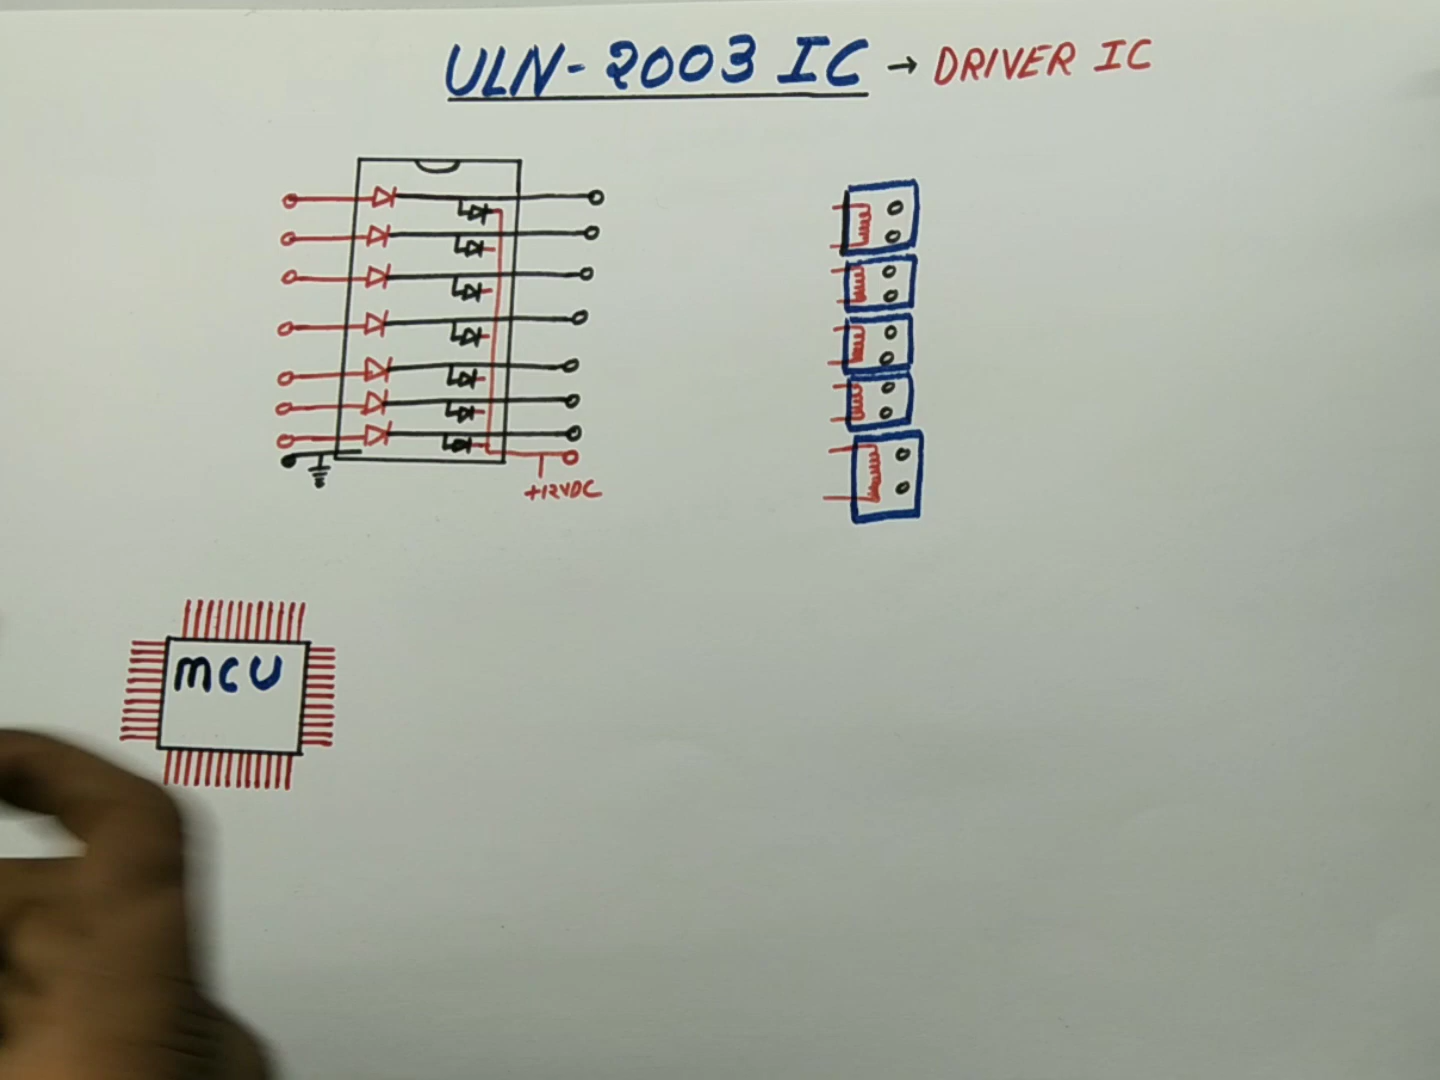 ULN-2003 IC → DRIVER IC
+12VDC
MCU